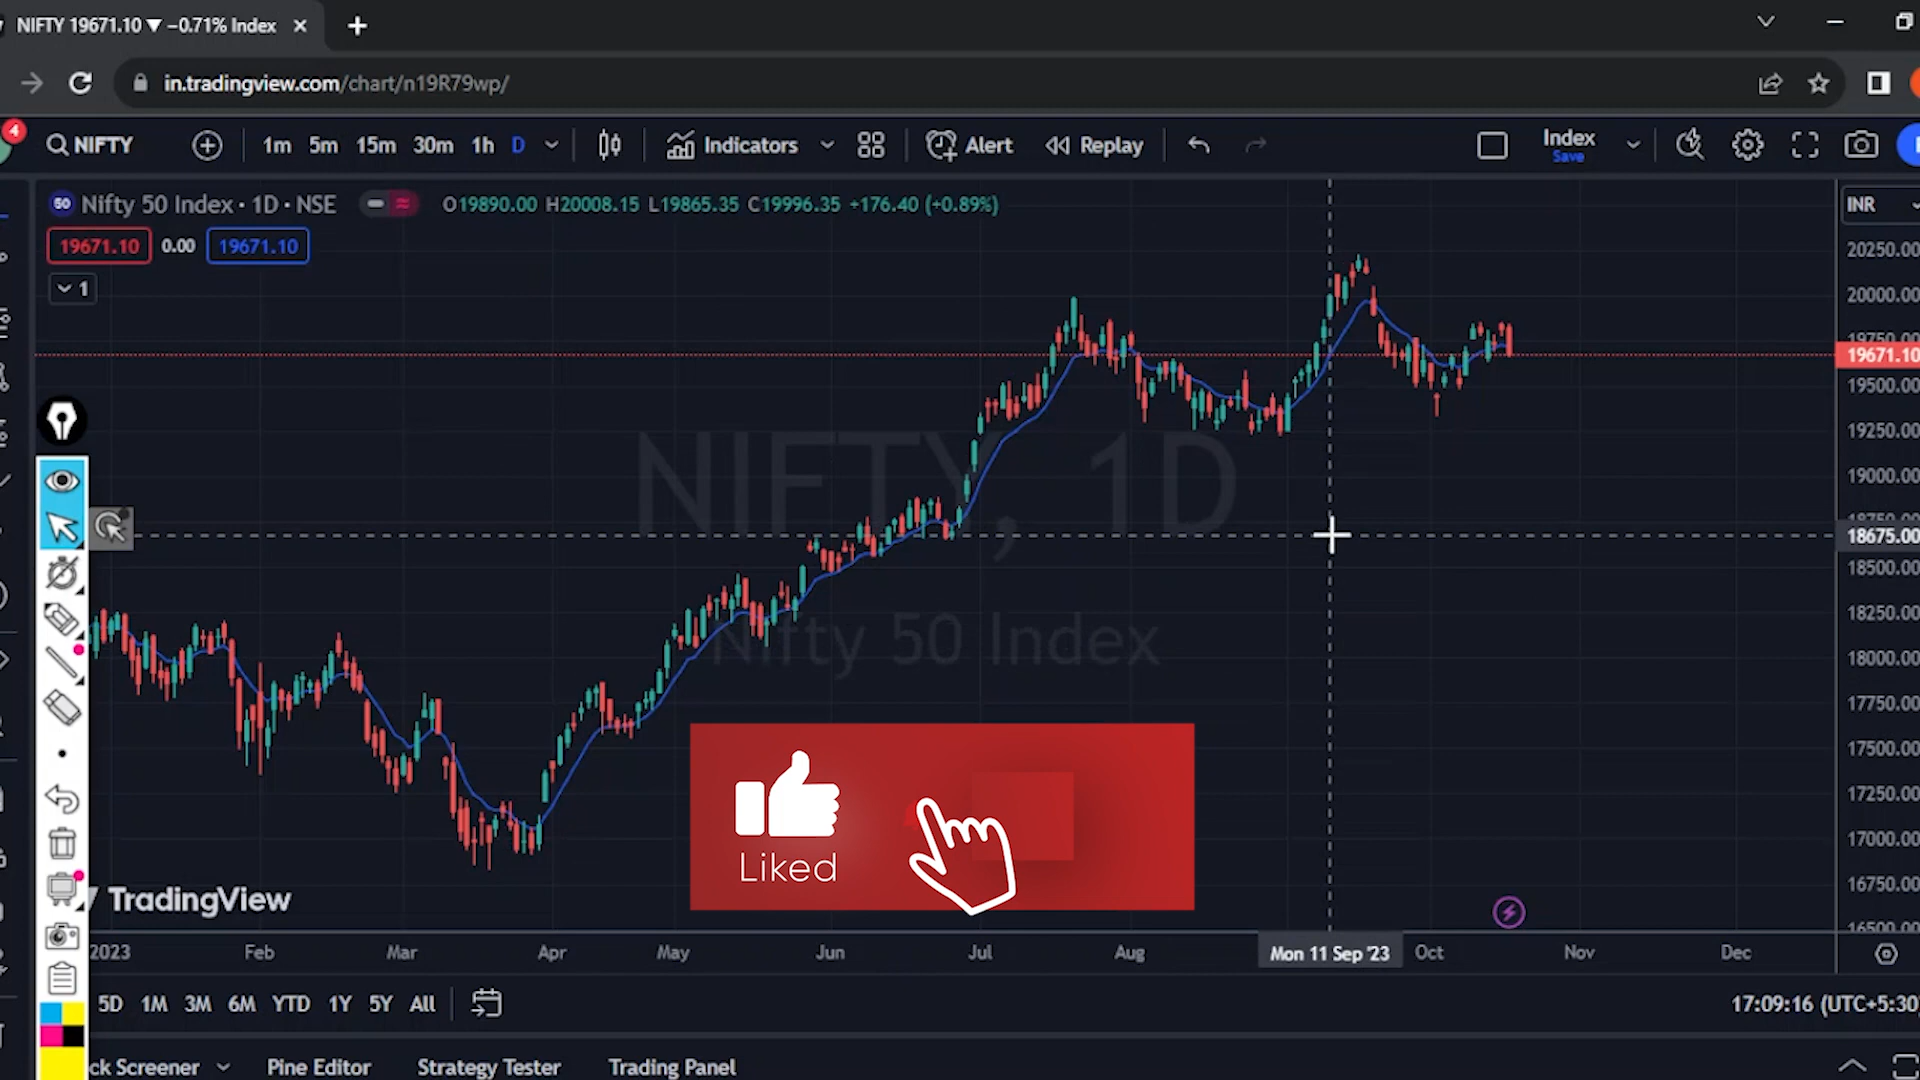 NIFTY 19671.10 ▼ −0.71% Index
in.tradingview.com/chart/n19R79wp/
4
NIFTY 1m 5m 15m 30m 1h D Indicators Alert Replay Index
Save
Nifty 50 Index · 1D · NSE O19890.00 H20008.15 L19865.35 C19996.35 +176.40 (+0.89%)
INR
19671.10 0.00 19671.10
1
20250.00
20000.00
19671.10
19500.00
19250.00
19000.00
18675.00
18500.00
18250.00
18000.00
17750.00
17500.00
17250.00
17000.00
16750.00
NIFTY, 1D
Nifty 50 Index
Liked
TradingView
2023 Feb Mar Apr May Jun Jul Aug Mon 11 Sep '23 Oct Nov Dec
5D 1M 3M 6M YTD 1Y 5Y All 17:09:16 (UTC+5:30)
ck Screener Pine Editor Strategy Tester Trading Panel